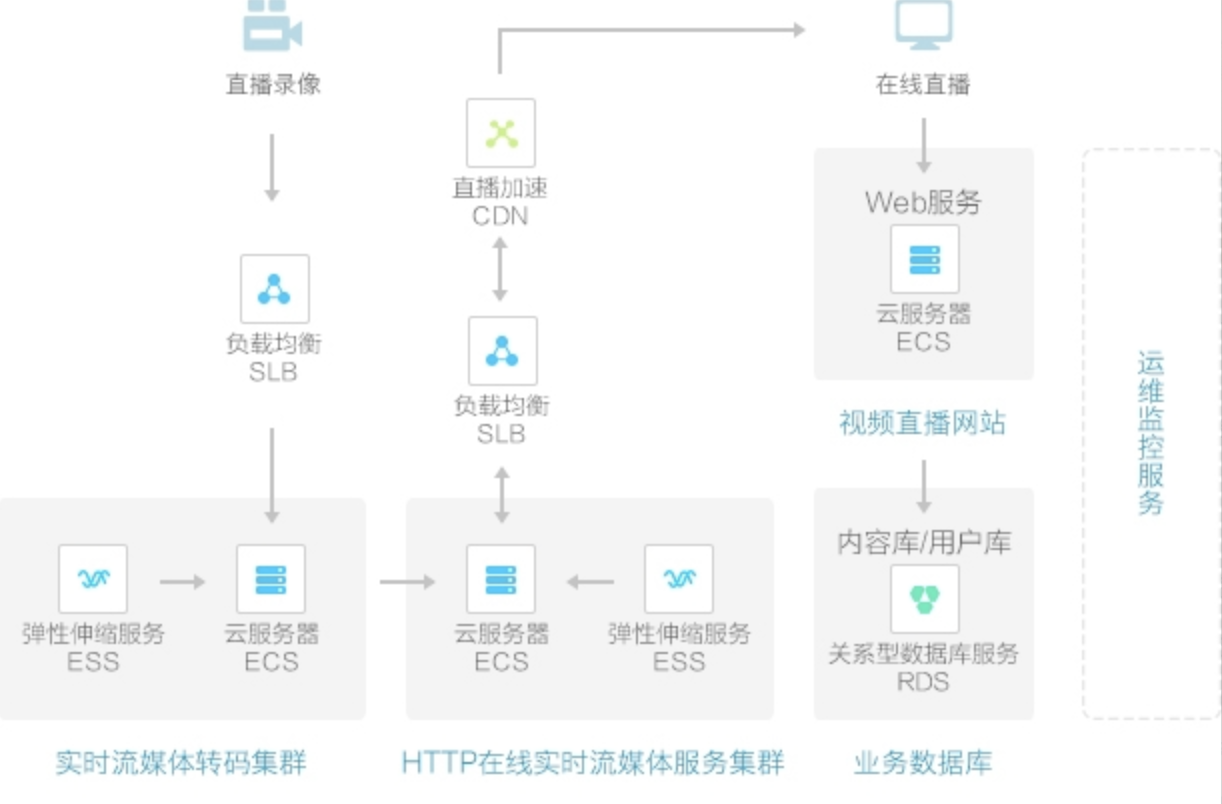 直播录像
在线直播
直播加速
CDN
Web服务
云服务器
ECS
负载均衡
SLB
负载均衡
SLB
视频直播网站
运维监控服务
内容库/用户库
弹性伸缩服务
ESS
云服务器
ECS
云服务器
ECS
弹性伸缩服务
ESS
关系型数据库服务
RDS
实时流媒体转码集群
HTTP在线实时流媒体服务集群
业务数据库